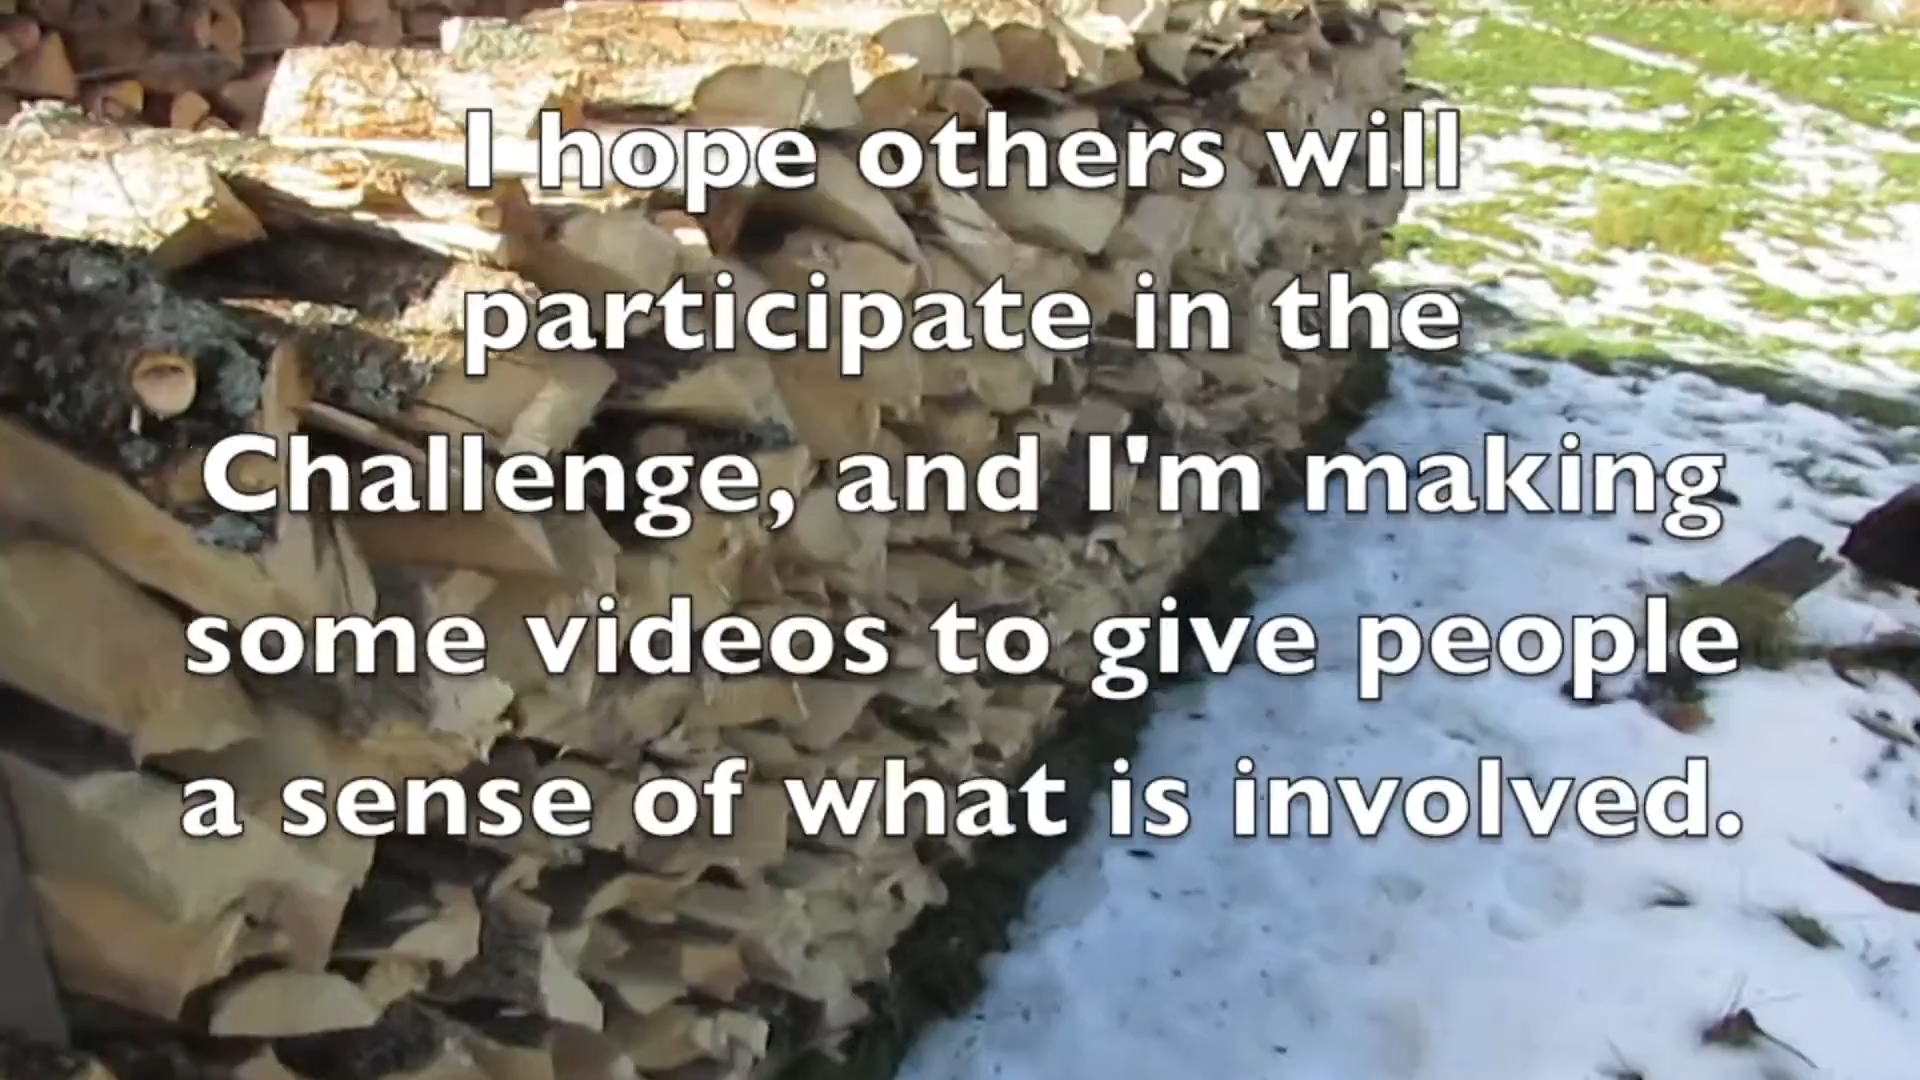 I hope others will
participate in the
Challenge, and I'm making
some videos to give people
a sense of what is involved.